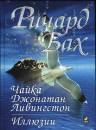 Ричард
Бах
Чайка
Джонатан
Ливингстон
Иллюзии